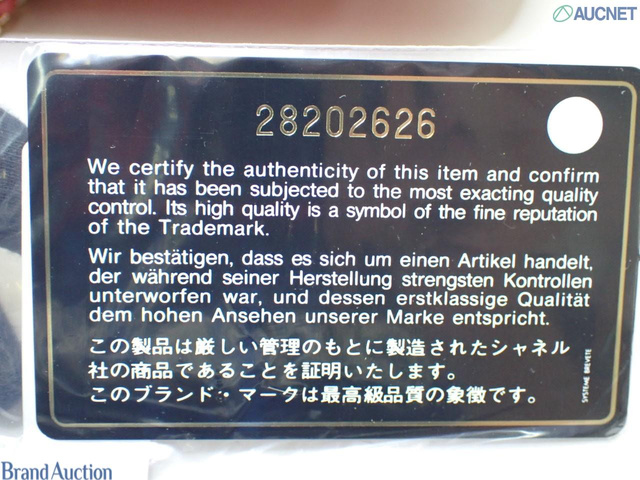 AUCNET
28202626
We certify the authenticity of this item and confirm
that it has been subjected to the most exacting quality
control. Its high quality is a symbol of the fine reputation
of the Trademark.
Wir bestätigen, dass es sich um einen Artikel handelt,
der während seiner Herstellung strengsten Kontrollen
unterworfen war, und dessen erstklassige Qualität
dem hohen Ansehen unserer Marke entspricht.
この製品は厳しい管理のもとに製造されたシャネル
社の商品であることを証明いたします。
このブランド・マークは最高級品質の象徴です。
SYSTEME BREVETE
Brand Auction